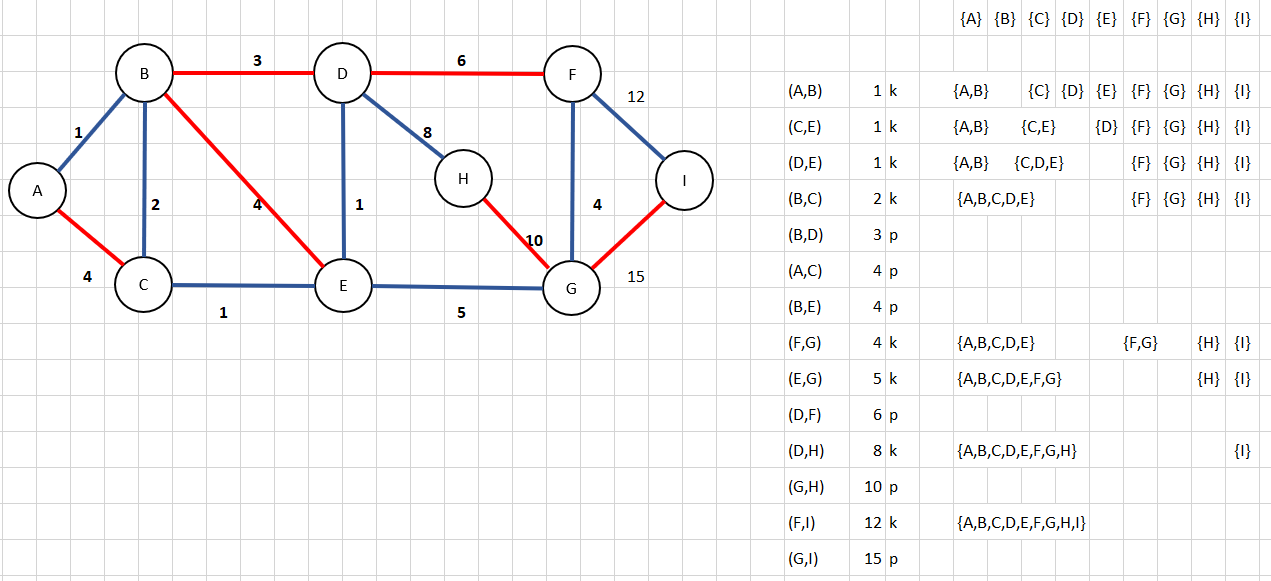 {A} {B} {C} {D} {E} {F} {G} {H} {I}
3 6
B D F
(A,B) 1 k {A,B} {C} {D} {E} {F} {G} {H} {I}
12
1 8
(C,E) 1 k {A,B} {C,E} {D} {F} {G} {H} {I}
(D,E) 1 k {A,B} {C,D,E} {F} {G} {H} {I}
A H I
2 4 1 4
(B,C) 2 k {A,B,C,D,E} {F} {G} {H} {I}
10
(B,D) 3 p
4 15
(A,C) 4 p
C E G
1 5
(B,E) 4 p
(F,G) 4 k {A,B,C,D,E} {F,G} {H} {I}
(E,G) 5 k {A,B,C,D,E,F,G} {H} {I}
(D,F) 6 p
(D,H) 8 k {A,B,C,D,E,F,G,H} {I}
(G,H) 10 p
(F,I) 12 k {A,B,C,D,E,F,G,H,I}
(G,I) 15 p